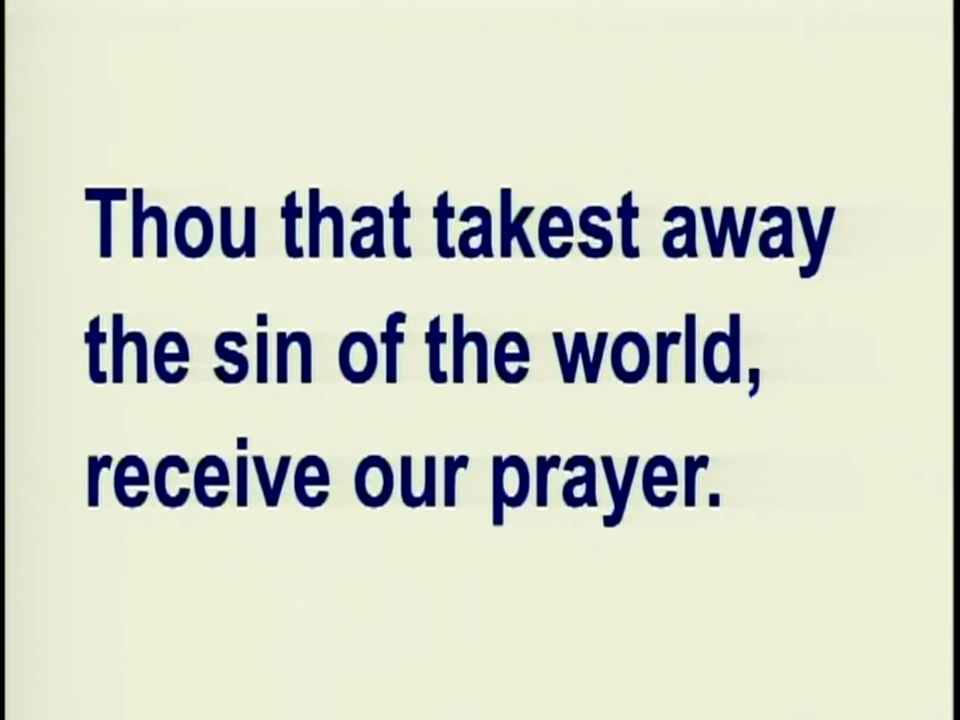 Thou that takest away
the sin of the world,
receive our prayer.